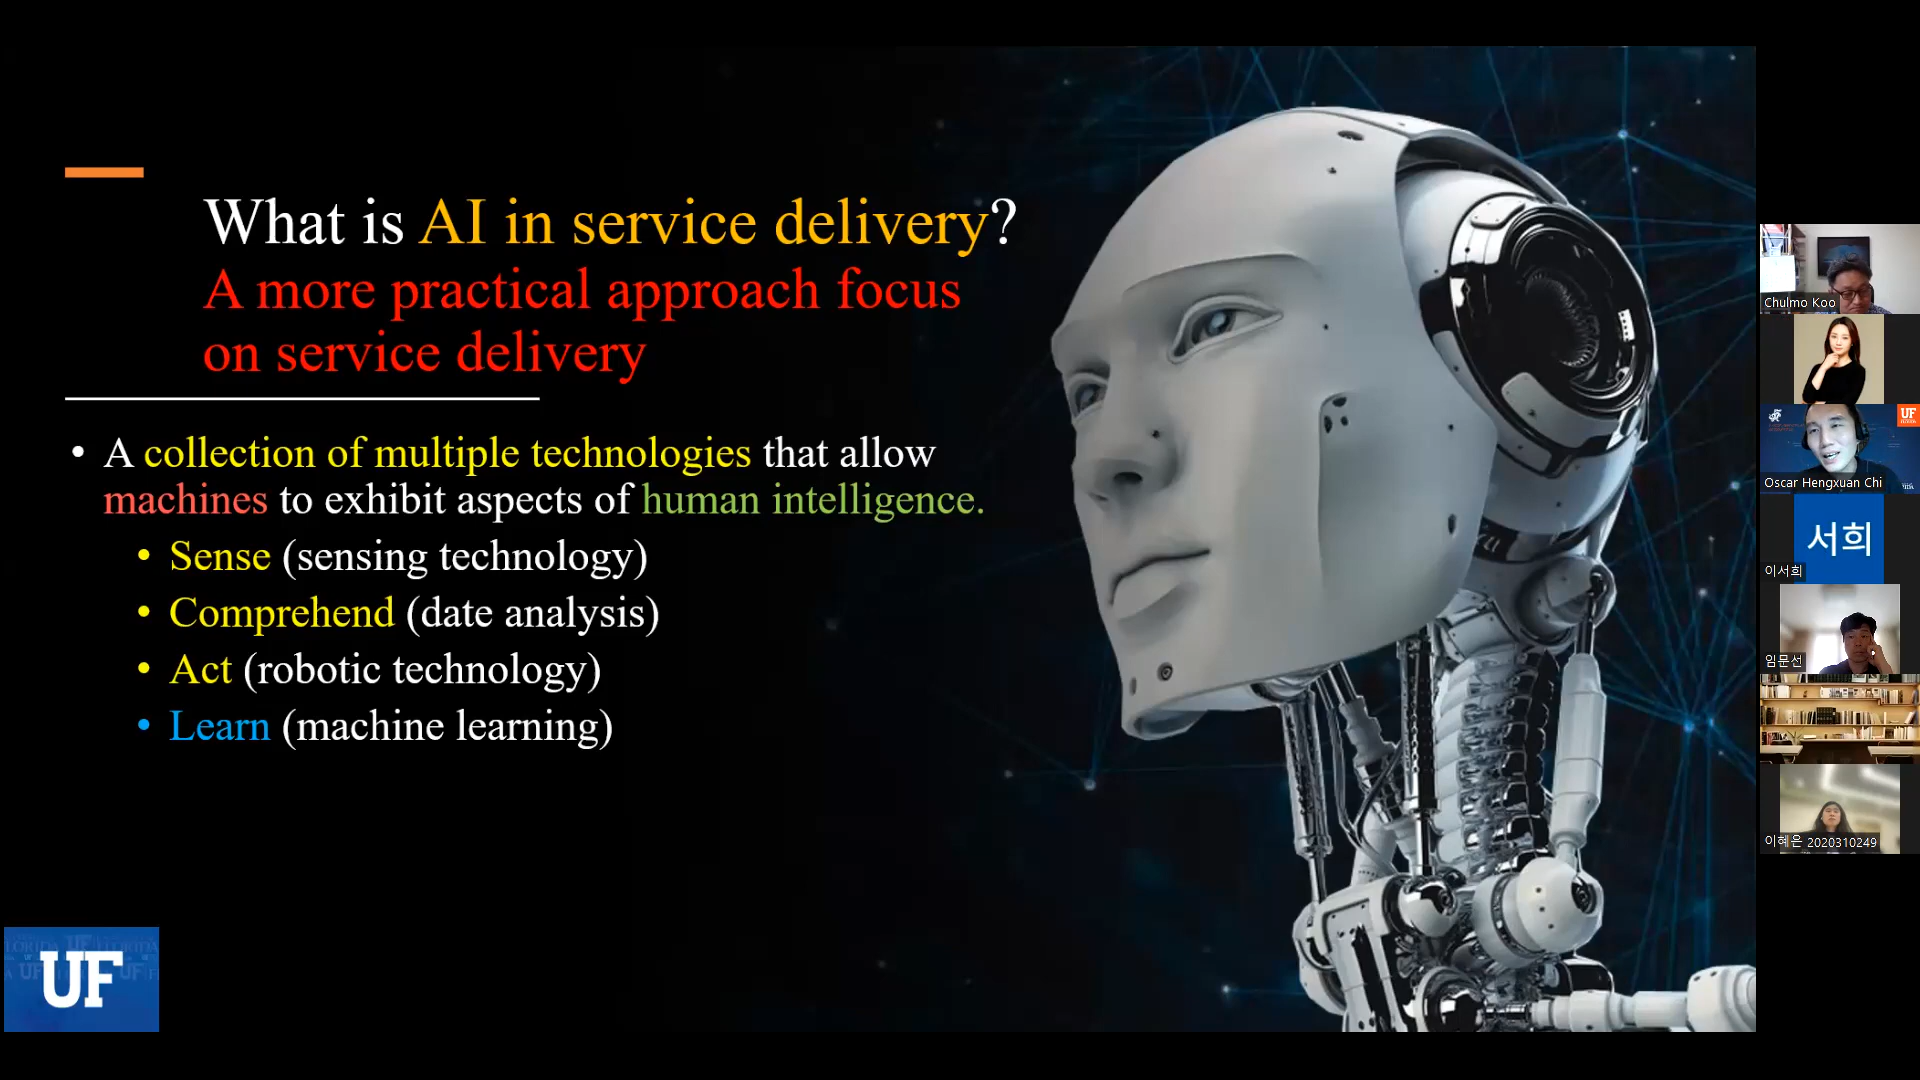 What is AI in service delivery?
A more practical approach focus
on service delivery
• A collection of multiple technologies that allow
machines to exhibit aspects of human intelligence.
• Sense (sensing technology)
• Comprehend (date analysis)
• Act (robotic technology)
• Learn (machine learning)
UF
Chulmo Koo
UF
Oscar Hengxuan Chi
서희
이서희
임문선
이혜은 2020310249